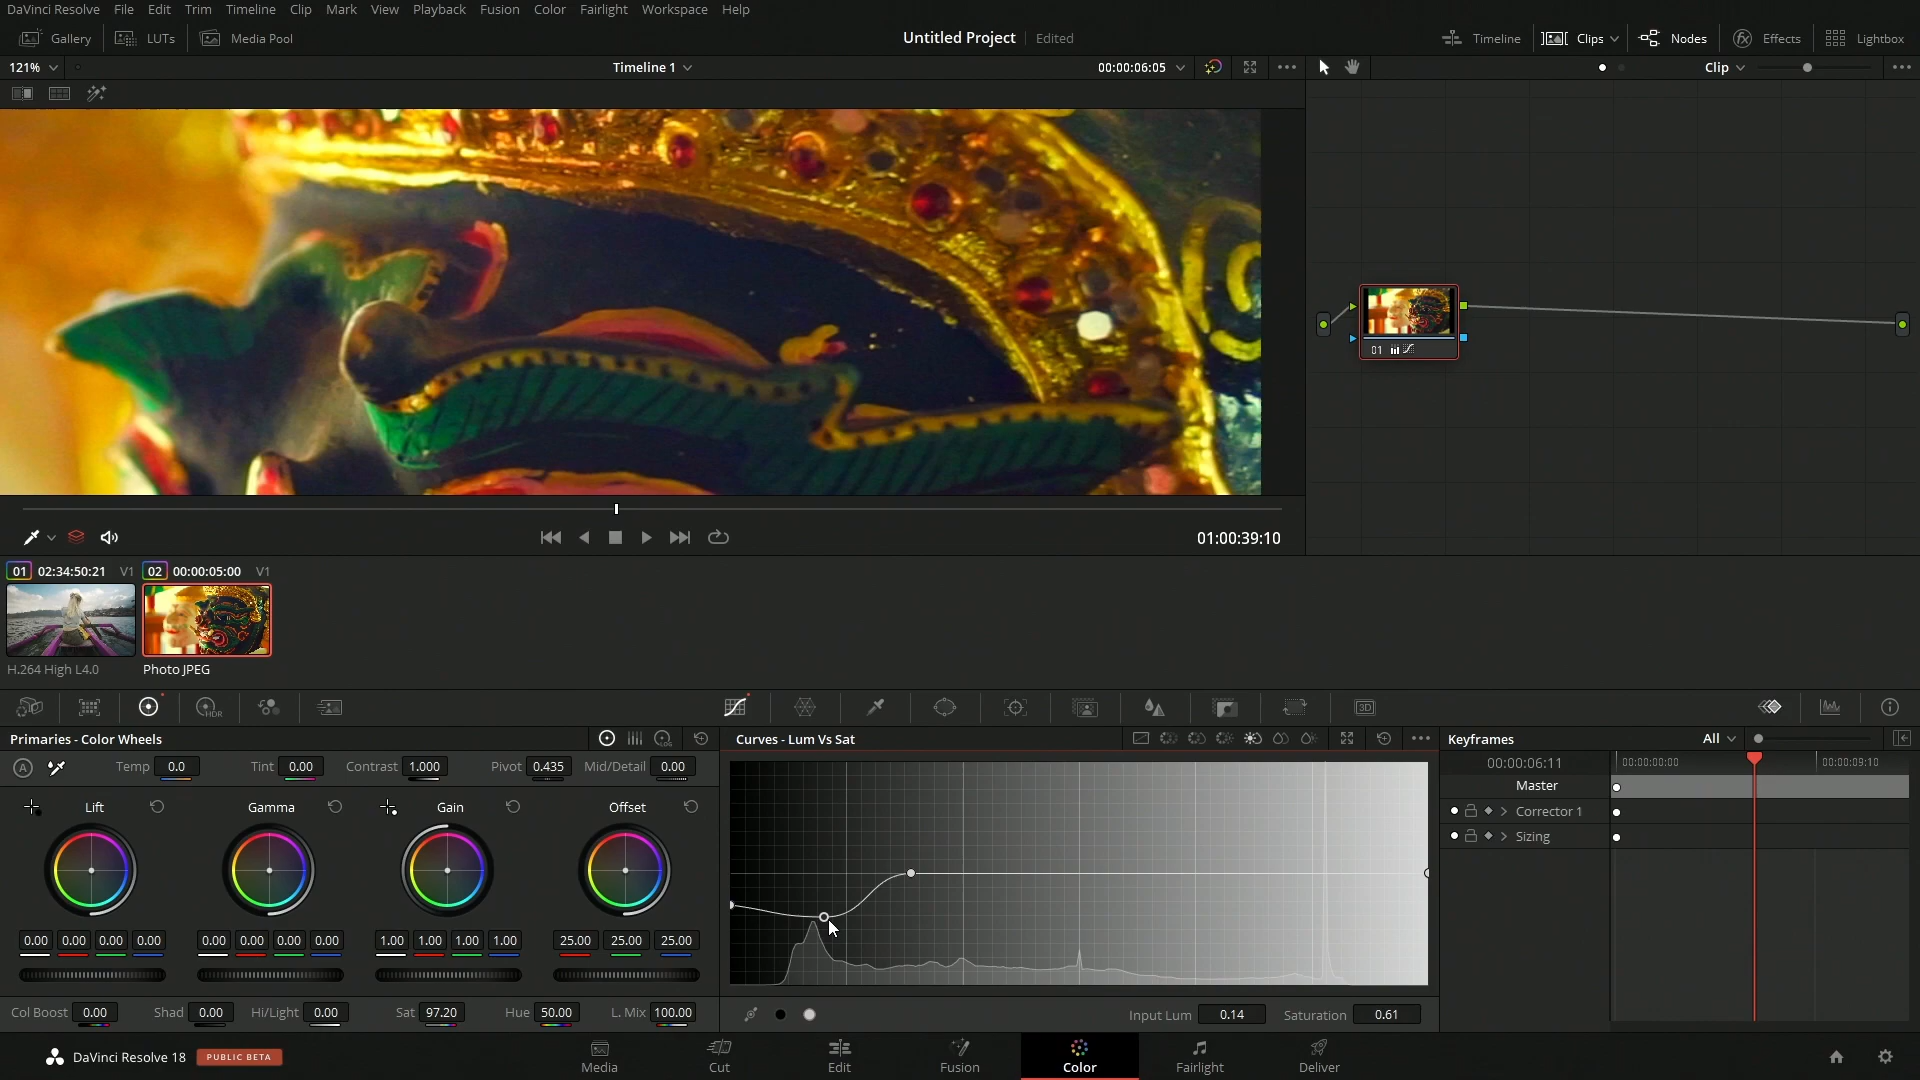 DaVinci Resolve File Edit Trim Timeline Clip Mark View Playback Fusion Color Fairlight Workspace Help
Gallery LUTs Media Pool Untitled Project Edited Timeline Clips Nodes Effects Lightbox
121% Timeline 1 00:00:06:05 Clip
01
01:00:39:10
01 02:34:50:21 V1 02 00:00:05:00 V1
H.264 High L4.0 Photo JPEG
HDR 3D
Primaries - Color Wheels LOG Curves - Lum Vs Sat Keyframes All
A Temp 0.0 Tint 0.00 Contrast 1.000 Pivot 0.435 Mid/Detail 0.00
00:00:06:11 00:00:00:00 00:00:09:10
Master
Lift Gamma Gain Offset
Corrector 1
Sizing
0.00 0.00 0.00 0.00 0.00 0.00 0.00 0.00 1.00 1.00 1.00 1.00 25.00 25.00 25.00
Col Boost 0.00 Shad 0.00 Hi/Light 0.00 Sat 97.20 Hue 50.00 L. Mix 100.00
Input Lum 0.14 Saturation 0.61
DaVinci Resolve 18 PUBLIC BETA
Media Cut Edit Fusion Color Fairlight Deliver